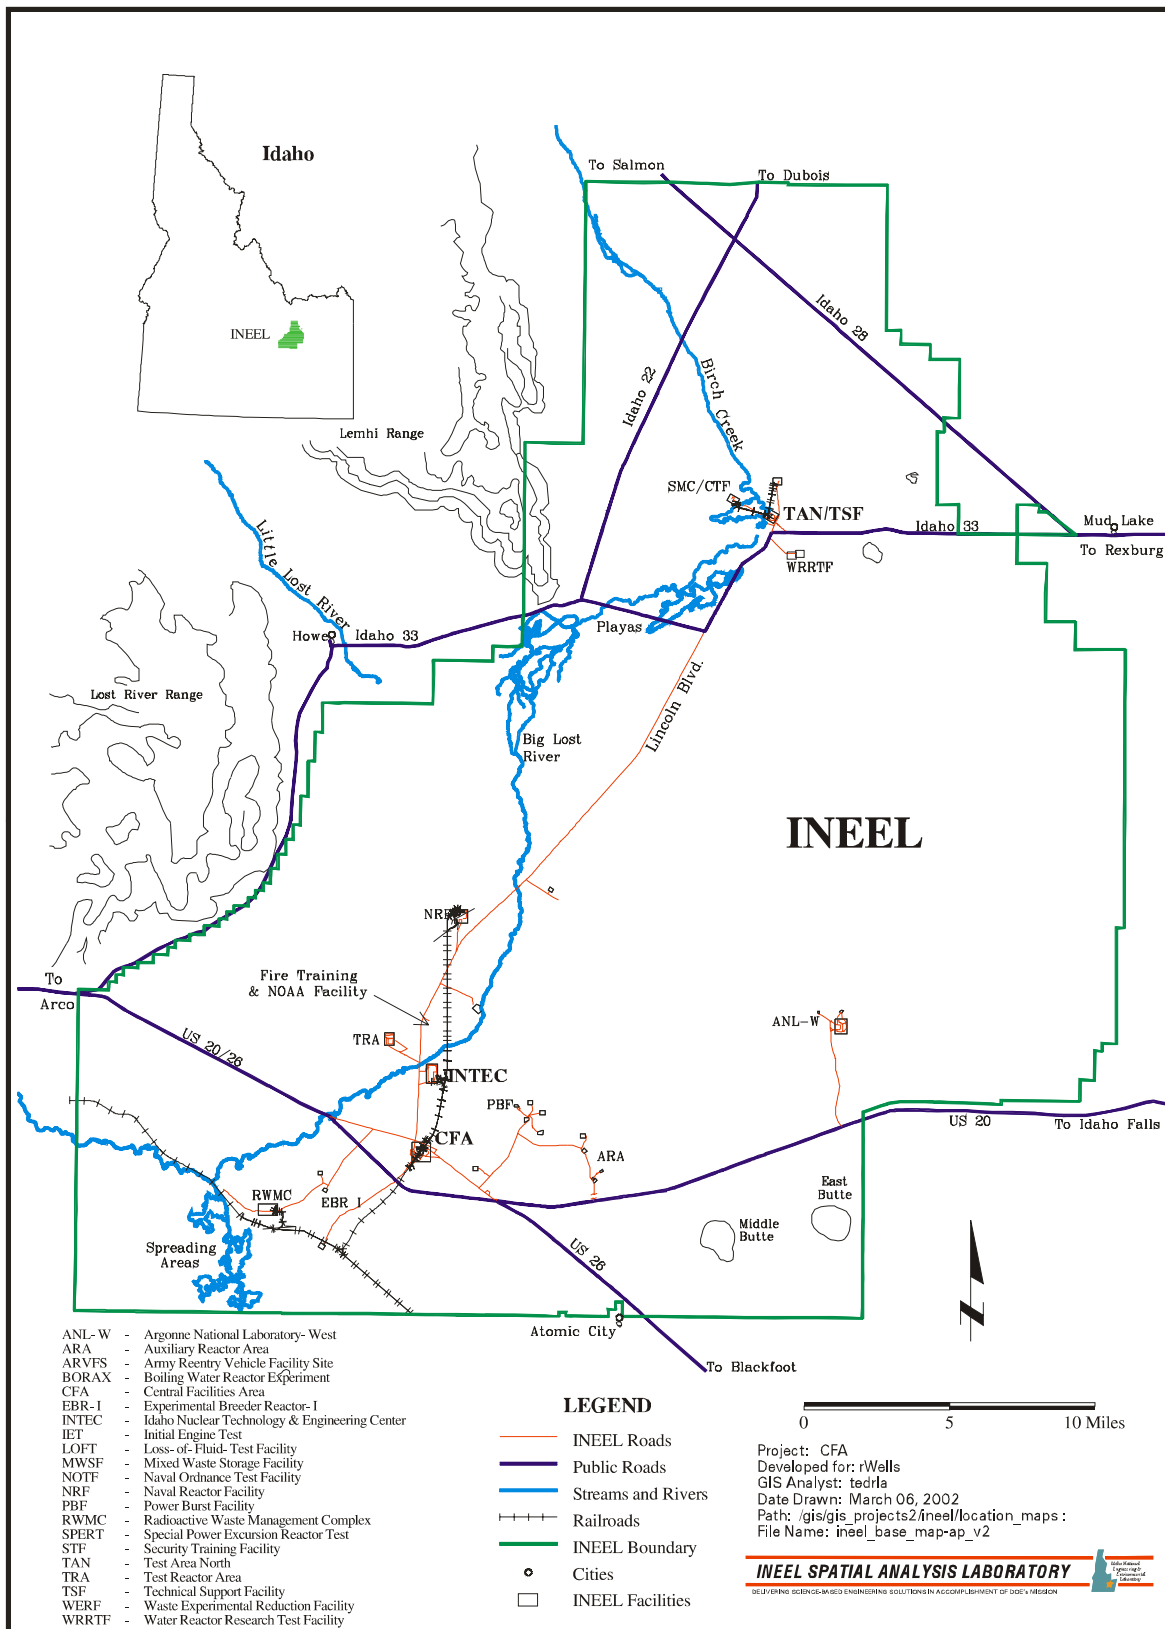 Idaho
INEEL
To Salmon
To Dubois
Idaho 28
Idaho 22
Birch Creek
Lemhi Range
SMC/CTF
TAN/TSF
Idaho 33
Mud Lake
To Rexburg
WRRTF
Little Lost River
Howe
Idaho 33
Playas
Lincoln Blvd.
Lost River Range
Big Lost
River
INEEL
NRF
Fire Training
& NOAA Facility
To
Arco
US 20/26
TRA
ANL-W
INTEC
PBF
CFA
US 20
To Idaho Falls
ARA
RWMC
EBR I
East
Butte
Middle
Butte
Spreading
Areas
US 26
N
Atomic City
To Blackfoot
ANL-W - Argonne National Laboratory-West
ARA - Auxiliary Reactor Area
ARVFS - Army Reentry Vehicle Facility Site
BORAX - Boiling Water Reactor Experiment
CFA - Central Facilities Area
EBR-I - Experimental Breeder Reactor-I
INTEC - Idaho Nuclear Technology & Engineering Center
IET - Initial Engine Test
LOFT - Loss-of-Fluid-Test Facility
MWSF - Mixed Waste Storage Facility
NOTF - Naval Ordnance Test Facility
NRF - Naval Reactor Facility
PBF - Power Burst Facility
RWMC - Radioactive Waste Management Complex
SPERT - Special Power Excursion Reactor Test
STF - Security Training Facility
TAN - Test Area North
TRA - Test Reactor Area
TSF - Technical Support Facility
WERF - Waste Experimental Reduction Facility
WRRTF - Water Reactor Research Test Facility
LEGEND
INEEL Roads
Public Roads
Streams and Rivers
Railroads
INEEL Boundary
Cities
INEEL Facilities
0 5 10 Miles
Project: CFA
Developed for: rWells
GIS Analyst: tedrla
Date Drawn: March 06, 2002
Path: /gis/gis_projects2/ineel/location_maps :
File Name: ineel_base_map-ap_v2
INEEL SPATIAL ANALYSIS LABORATORY
DELIVERING SCIENCE-BASED ENGINEERING SOLUTIONS IN ACCOMPLISHMENT OF DOE's MISSION
Idaho National
Engineering &
Environmental
Laboratory